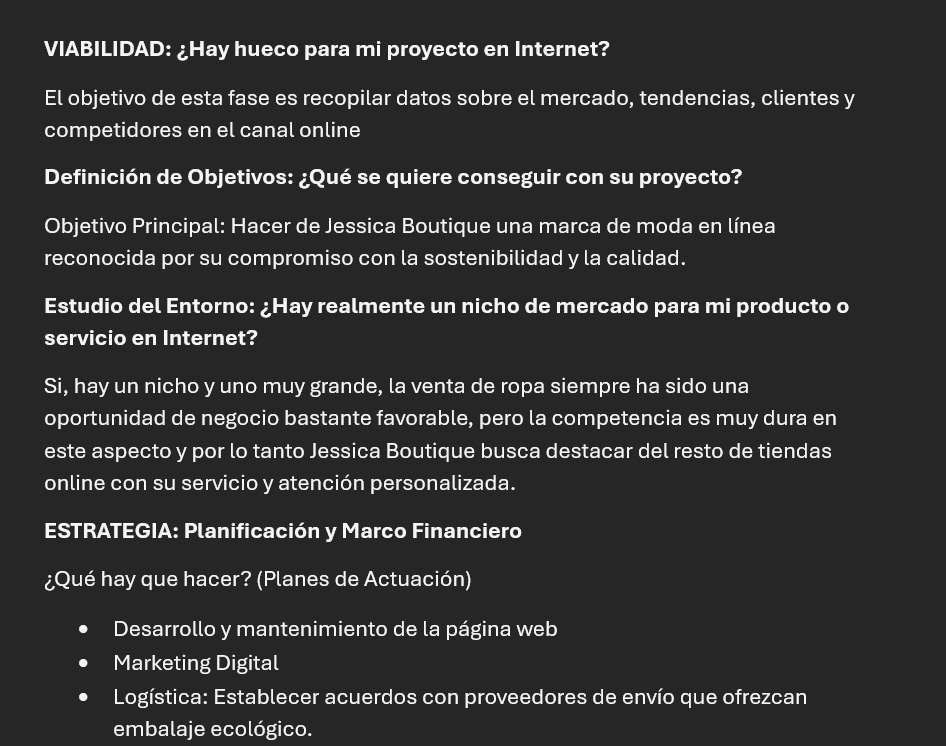 VIABILIDAD: ¿Hay hueco para mi proyecto en Internet?
El objetivo de esta fase es recopilar datos sobre el mercado, tendencias, clientes y
competidores en el canal online
Definición de Objetivos: ¿Qué se quiere conseguir con su proyecto?
Objetivo Principal: Hacer de Jessica Boutique una marca de moda en línea
reconocida por su compromiso con la sostenibilidad y la calidad.
Estudio del Entorno: ¿Hay realmente un nicho de mercado para mi producto o
servicio en Internet?
Si, hay un nicho y uno muy grande, la venta de ropa siempre ha sido una
oportunidad de negocio bastante favorable, pero la competencia es muy dura en
este aspecto y por lo tanto Jessica Boutique busca destacar del resto de tiendas
online con su servicio y atención personalizada.
ESTRATEGIA: Planificación y Marco Financiero
¿Qué hay que hacer? (Planes de Actuación)
• Desarrollo y mantenimiento de la página web
• Marketing Digital
• Logística: Establecer acuerdos con proveedores de envío que ofrezcan
embalaje ecológico.